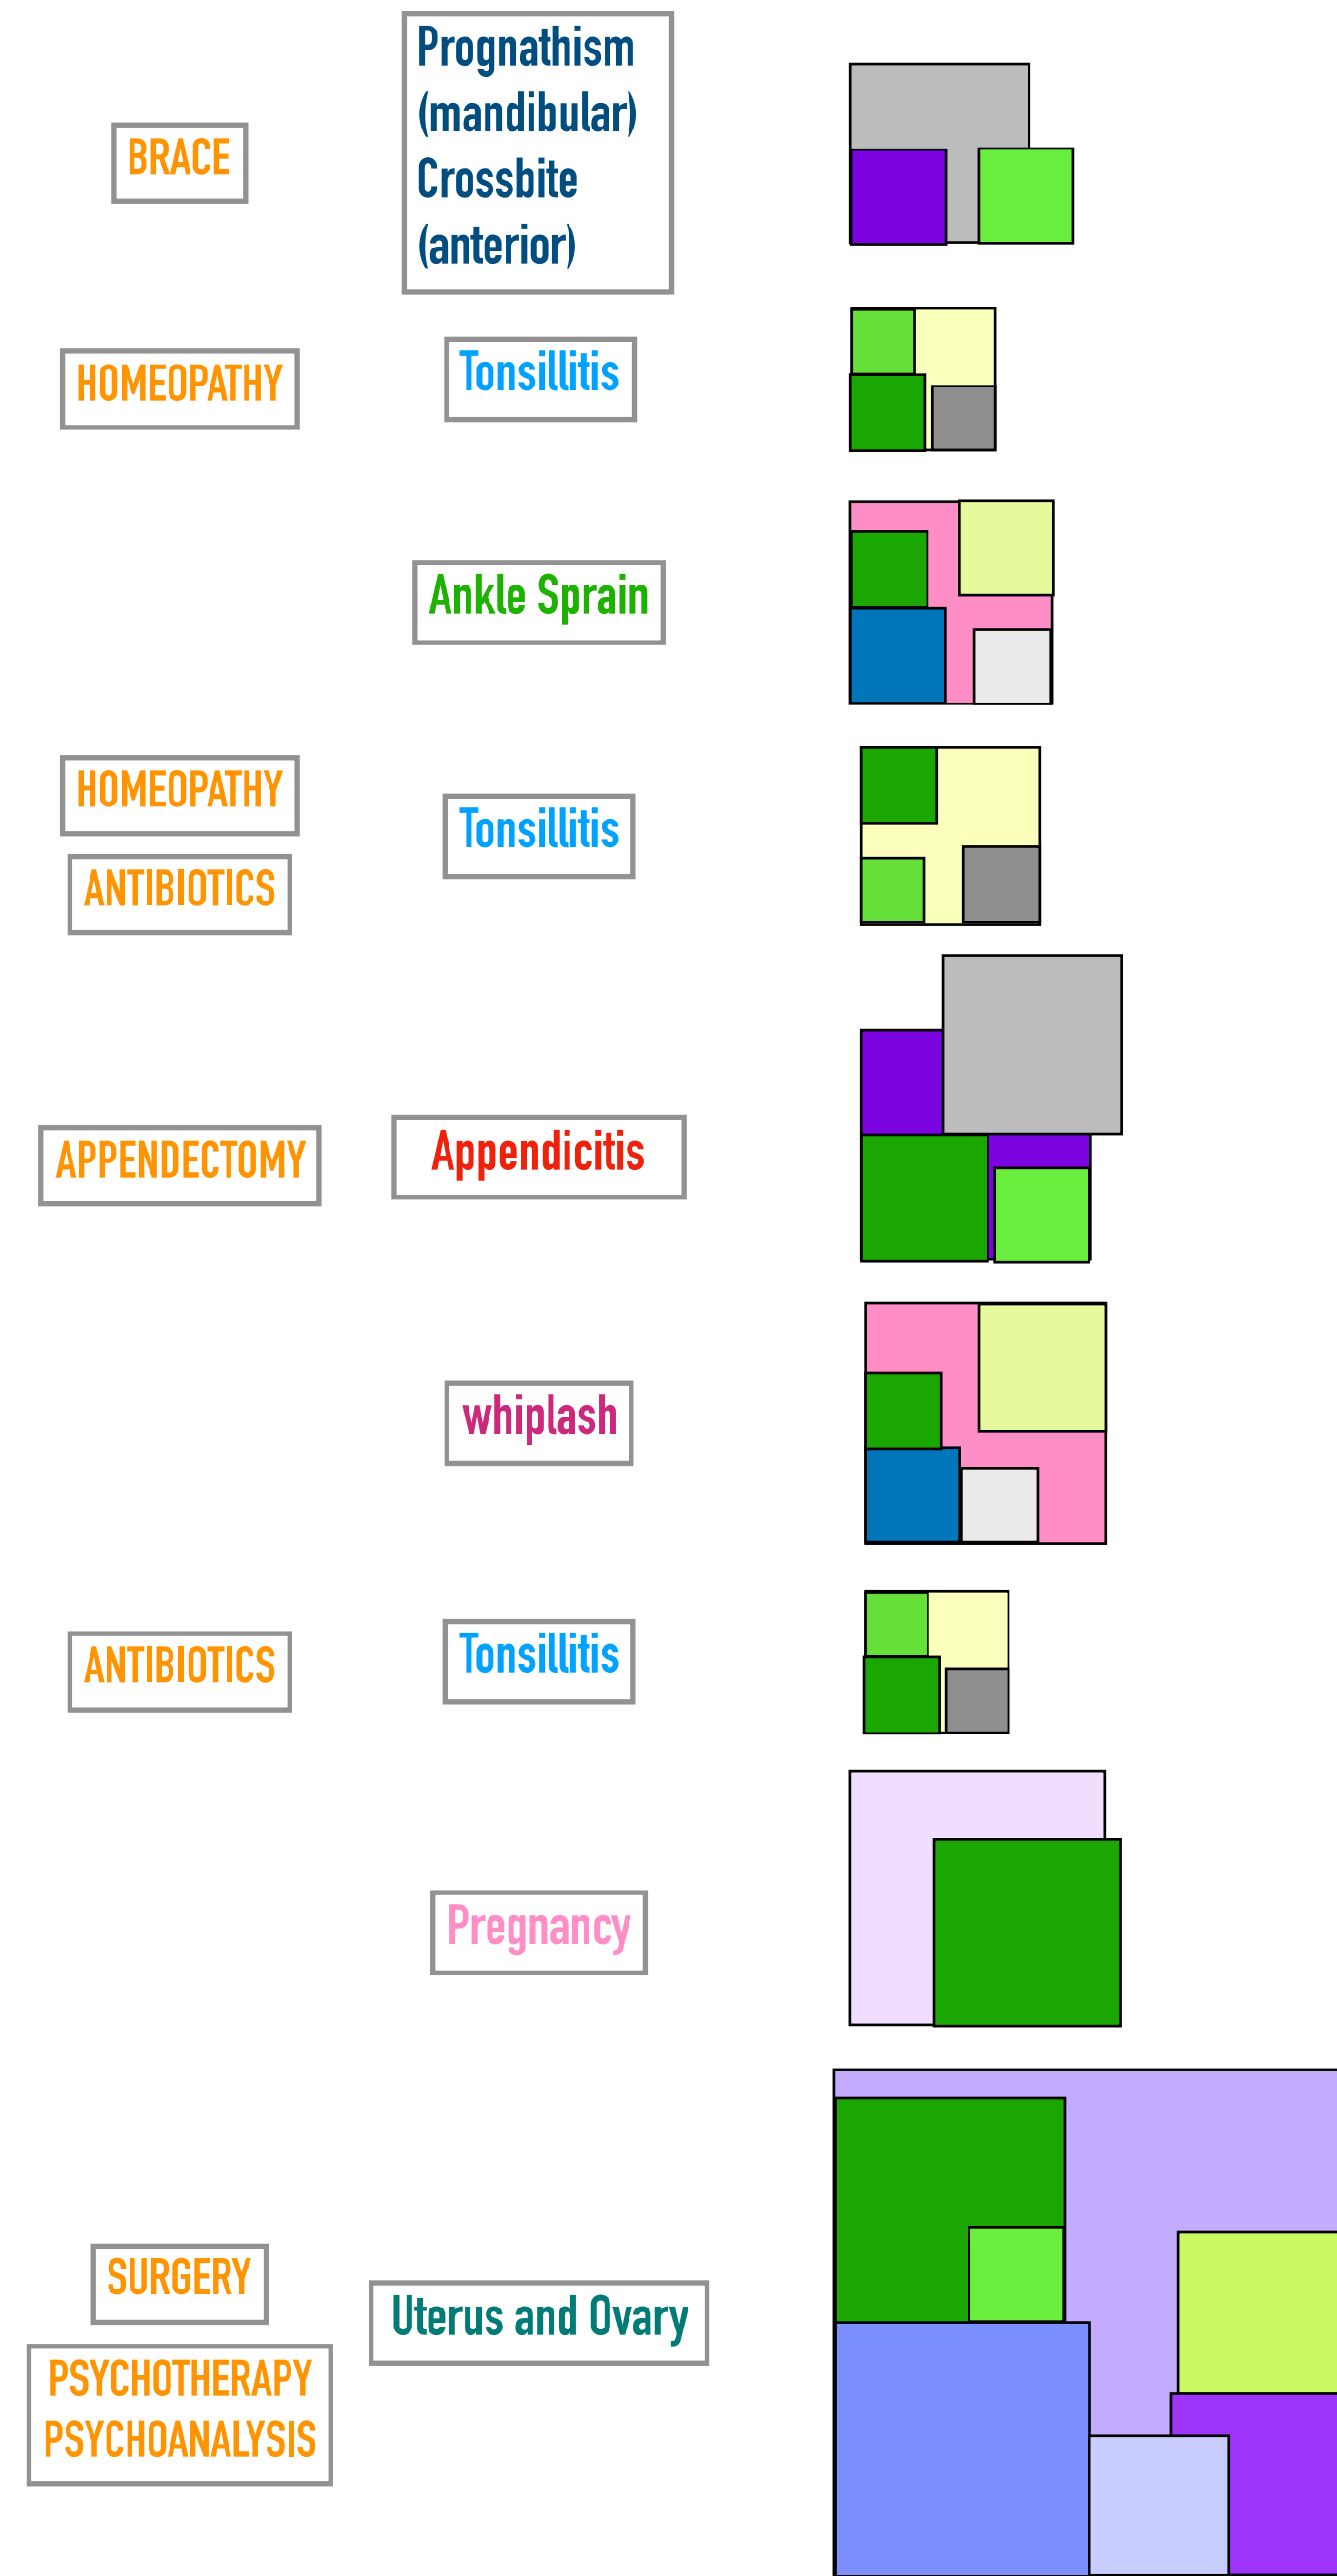 BRACE
Prognathism
(mandibular)
Crossbite
(anterior)
HOMEOPATHY
Tonsillitis
Ankle Sprain
HOMEOPATHY
ANTIBIOTICS
Tonsillitis
APPENDECTOMY
Appendicitis
whiplash
ANTIBIOTICS
Tonsillitis
Pregnancy
SURGERY
PSYCHOTHERAPY
PSYCHOANALYSIS
Uterus and Ovary